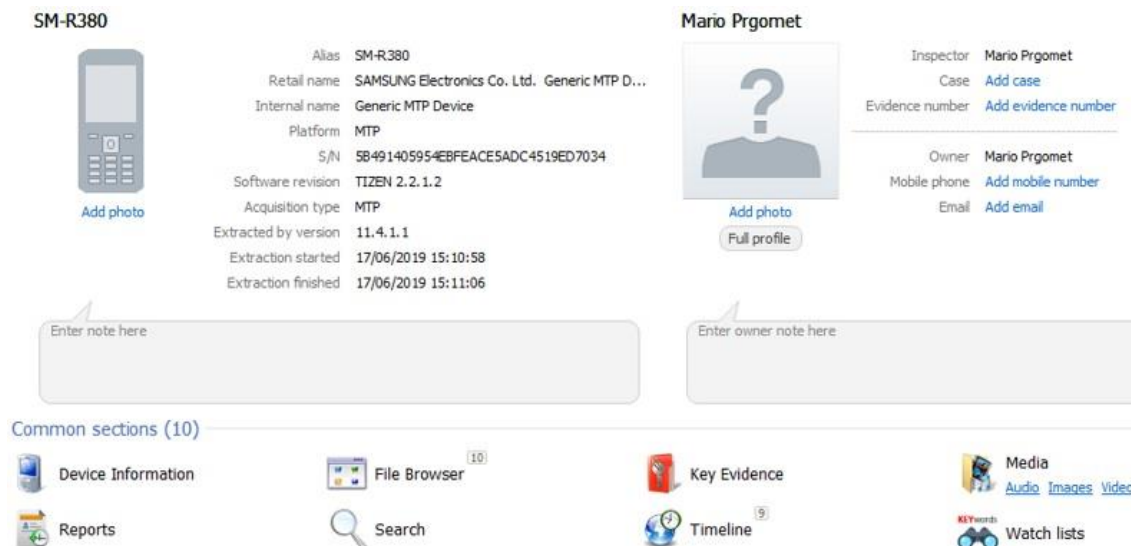 SM-R380
Alias SM-R380
Retail name SAMSUNG Electronics Co. Ltd. Generic MTP D...
Internal name Generic MTP Device
Platform MTP
S/N 5B491405954EBFEACE5ADC4519ED7034
Software revision TIZEN 2.2.1.2
Acquisition type MTP
Extracted by version 11.4.1.1
Extraction started 17/06/2019 15:10:58
Extraction finished 17/06/2019 15:11:06
Add photo
Enter note here
Mario Prgomet
Inspector Mario Prgomet
Case Add case
Evidence number Add evidence number
Owner Mario Prgomet
Mobile phone Add mobile number
Email Add email
Add photo
Full profile
Enter owner note here
Common sections (10)
Device Information
File Browser 10
Key Evidence
Media
Audio Images Video
Reports
Search
Timeline 9
KEYwords
Watch lists